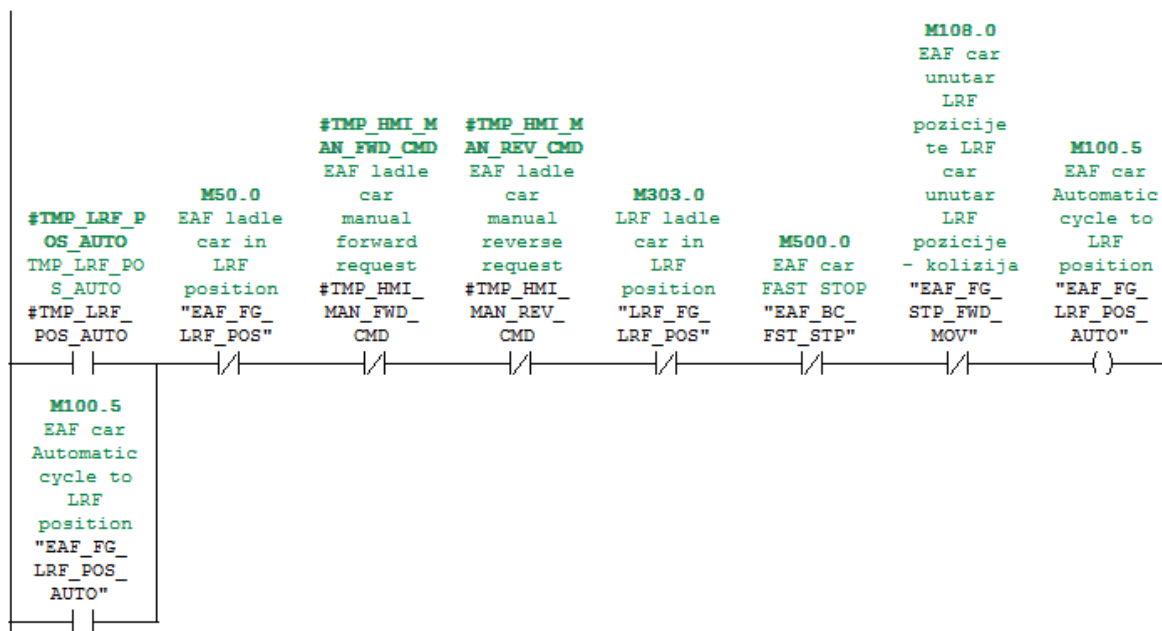 #TMP_LRF_P
OS_AUTO
TMP_LRF_PO
S_AUTO
#TMP_LRF_
POS_AUTO
M50.0
EAF ladle
car in
LRF
position
"EAF_FG_
LRF_POS"
#TMP_HMI_M
AN_FWD_CMD
EAF ladle
car
manual
forward
request
#TMP_HMI_
MAN_FWD_
CMD
#TMP_HMI_M
AN_REV_CMD
EAF ladle
car
manual
reverse
request
#TMP_HMI_
MAN_REV_
CMD
M303.0
LRF ladle
car in
LRF
position
"LRF_FG_
LRF_POS"
M500.0
EAF car
FAST STOP
"EAF_BC_
FST_STP"
M108.0
EAF car
unutar
LRF
pozicije
te LRF
car
unutar
LRF
pozicije
- kolizija
"EAF_FG_
STP_FWD_
MOV"
M100.5
EAF car
Automatic
cycle to
LRF
position
"EAF_FG_
LRF_POS_
AUTO"
M100.5
EAF car
Automatic
cycle to
LRF
position
"EAF_FG_
LRF_POS_
AUTO"